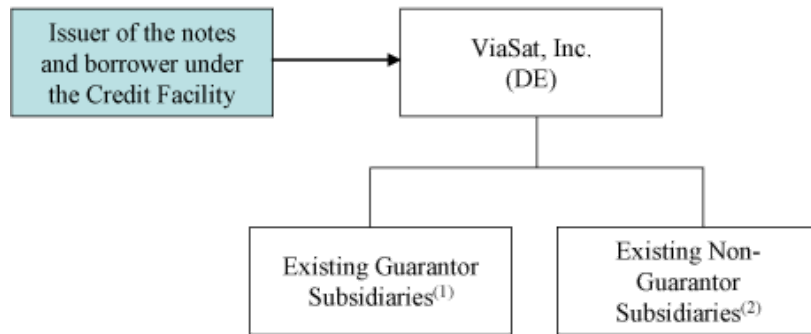 Issuer of the notes
and borrower under
the Credit Facility
ViaSat, Inc.
(DE)
Existing Guarantor
Subsidiaries(1)
Existing Non-
Guarantor
Subsidiaries(2)